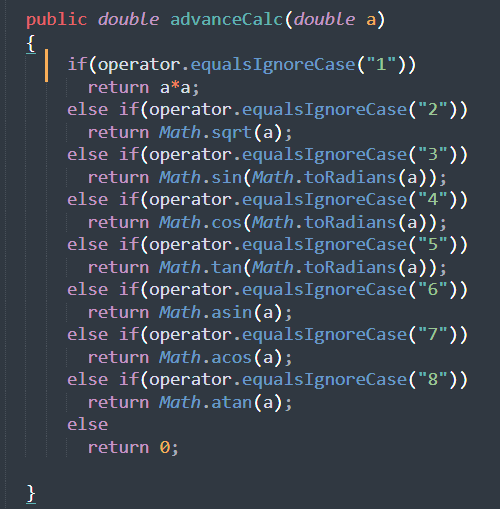 public double advanceCalc(double a)
{
if(operator.equalsIgnoreCase("1"))
return a*a;
else if(operator.equalsIgnoreCase("2"))
return Math.sqrt(a);
else if(operator.equalsIgnoreCase("3"))
return Math.sin(Math.toRadians(a));
else if(operator.equalsIgnoreCase("4"))
return Math.cos(Math.toRadians(a));
else if(operator.equalsIgnoreCase("5"))
return Math.tan(Math.toRadians(a));
else if(operator.equalsIgnoreCase("6"))
return Math.asin(a);
else if(operator.equalsIgnoreCase("7"))
return Math.acos(a);
else if(operator.equalsIgnoreCase("8"))
return Math.atan(a);
else
return 0;
}